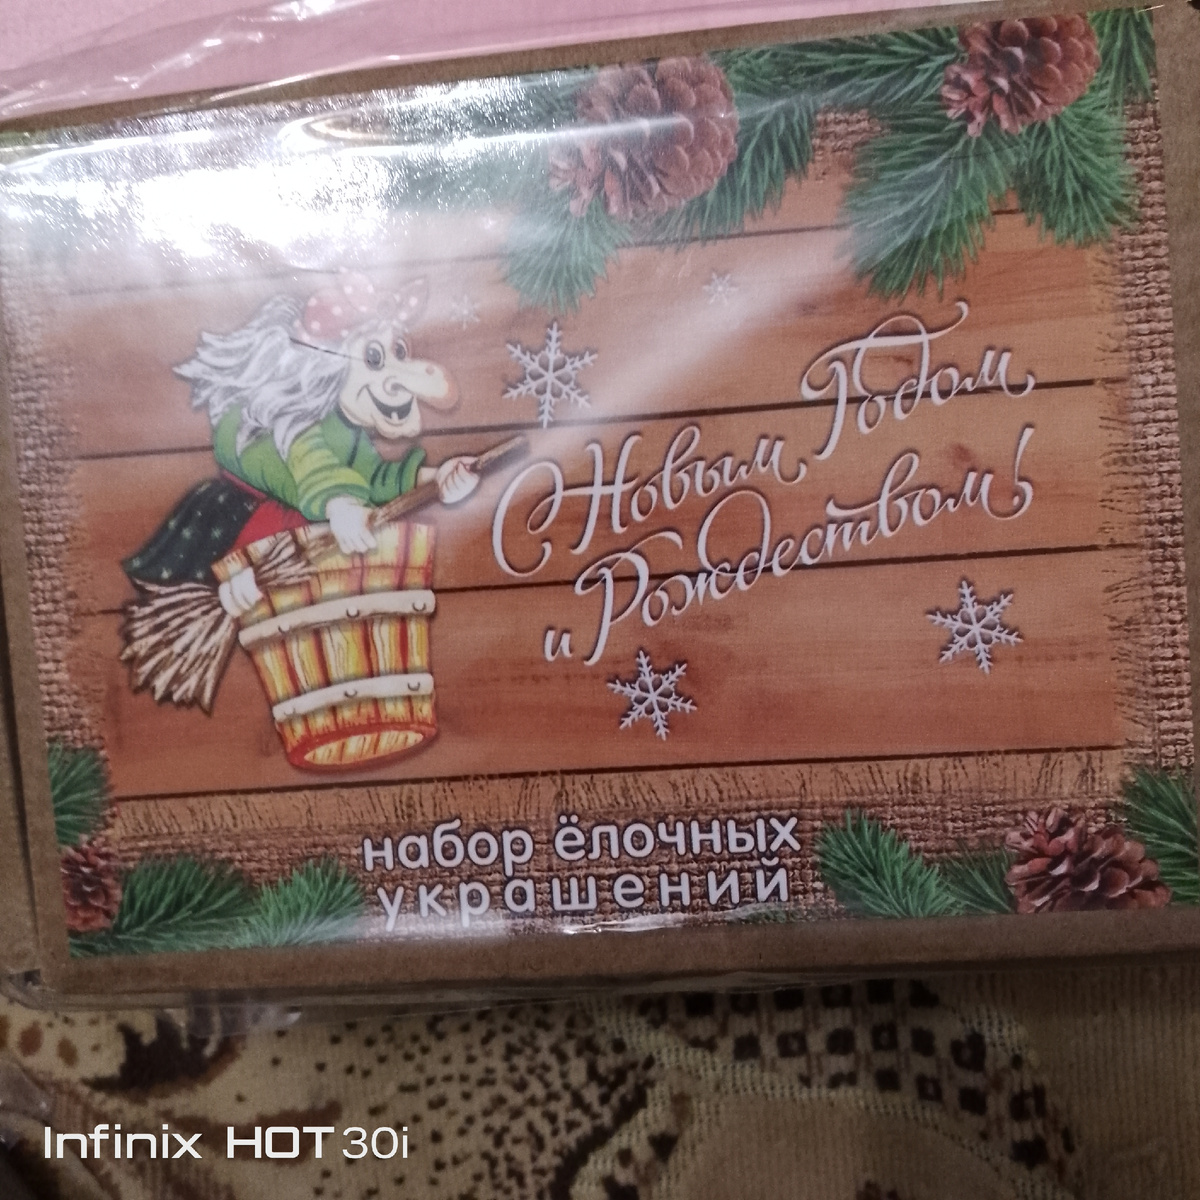 С Новым Годом
и Рождеством!
набор ёлочных
украшений
Infinix HOT 30i